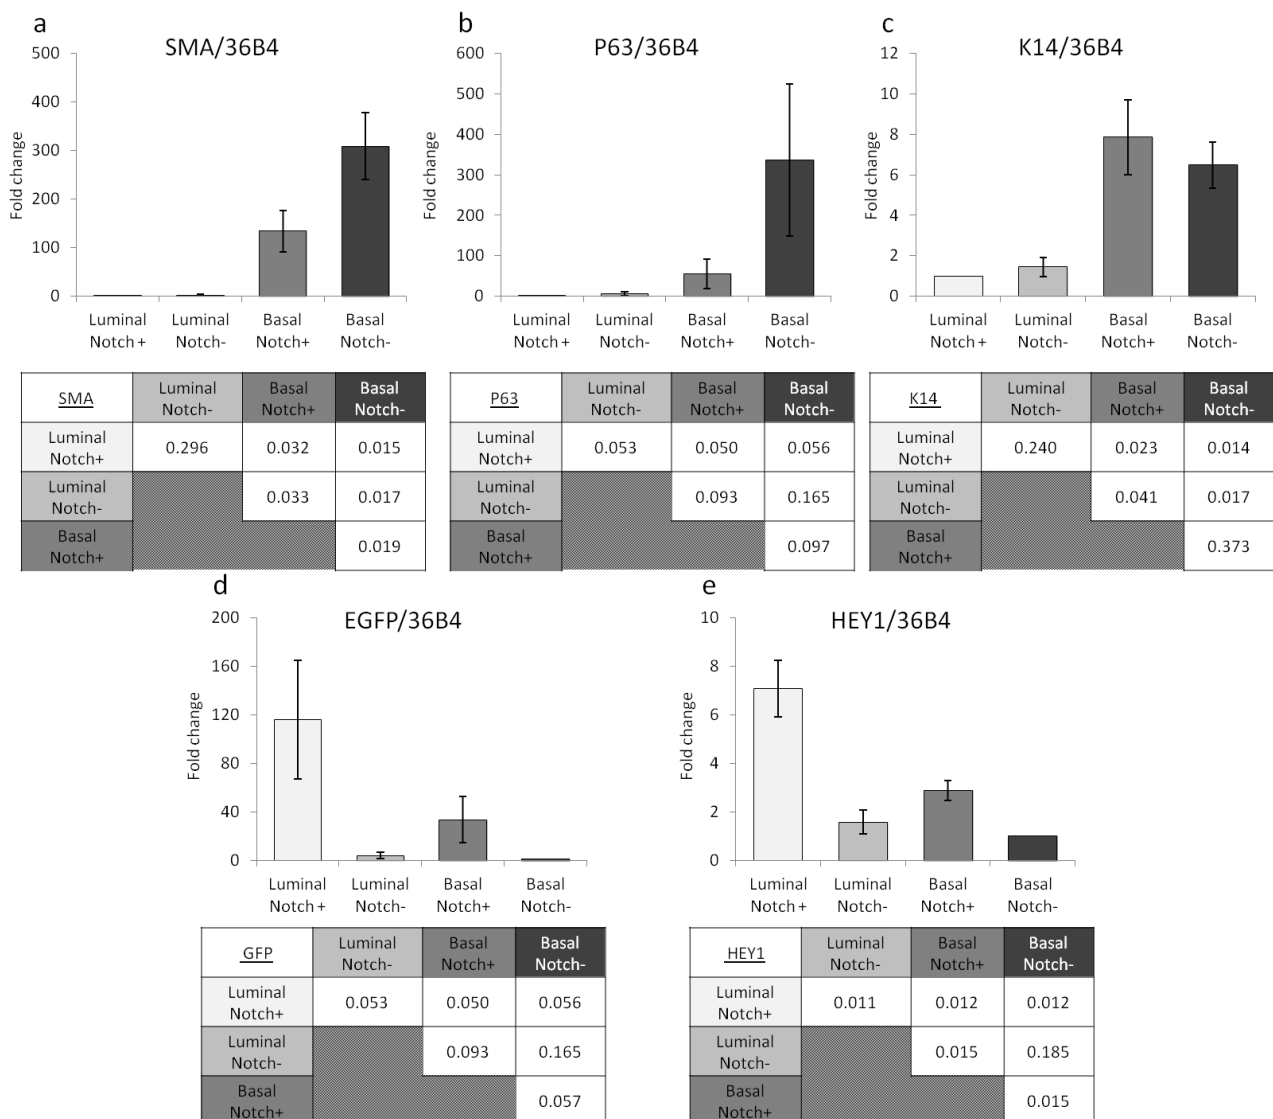 a
SMA/36B4
500
400
300
200
100
0
Fold change
Luminal Notch +
Luminal Notch-
Basal Notch+
Basal Notch-
SMA
Luminal Notch-
Basal Notch+
Basal Notch-
Luminal Notch+
0.296
0.032
0.015
Luminal Notch-
0.033
0.017
Basal Notch+
0.019
b
P63/36B4
600
500
400
300
200
100
0
Fold change
Luminal Notch +
Luminal Notch-
Basal Notch+
Basal Notch-
P63
Luminal Notch-
Basal Notch+
Basal Notch-
Luminal Notch+
0.053
0.050
0.056
Luminal Notch-
0.093
0.165
Basal Notch+
0.097
c
K14/36B4
12
10
8
6
4
2
0
Fold change
Luminal Notch +
Luminal Notch-
Basal Notch+
Basal Notch-
K14
Luminal Notch-
Basal Notch+
Basal Notch-
Luminal Notch+
0.240
0.023
0.014
Luminal Notch-
0.041
0.017
Basal Notch+
0.373
d
EGFP/36B4
200
160
120
80
40
0
Fold change
Luminal Notch +
Luminal Notch-
Basal Notch+
Basal Notch-
GFP
Luminal Notch-
Basal Notch+
Basal Notch-
Luminal Notch+
0.053
0.050
0.056
Luminal Notch-
0.093
0.165
Basal Notch+
0.057
e
HEY1/36B4
10
8
6
4
2
0
Fold change
Luminal Notch +
Luminal Notch-
Basal Notch+
Basal Notch-
HEY1
Luminal Notch-
Basal Notch+
Basal Notch-
Luminal Notch+
0.011
0.012
0.012
Luminal Notch-
0.015
0.185
Basal Notch+
0.015